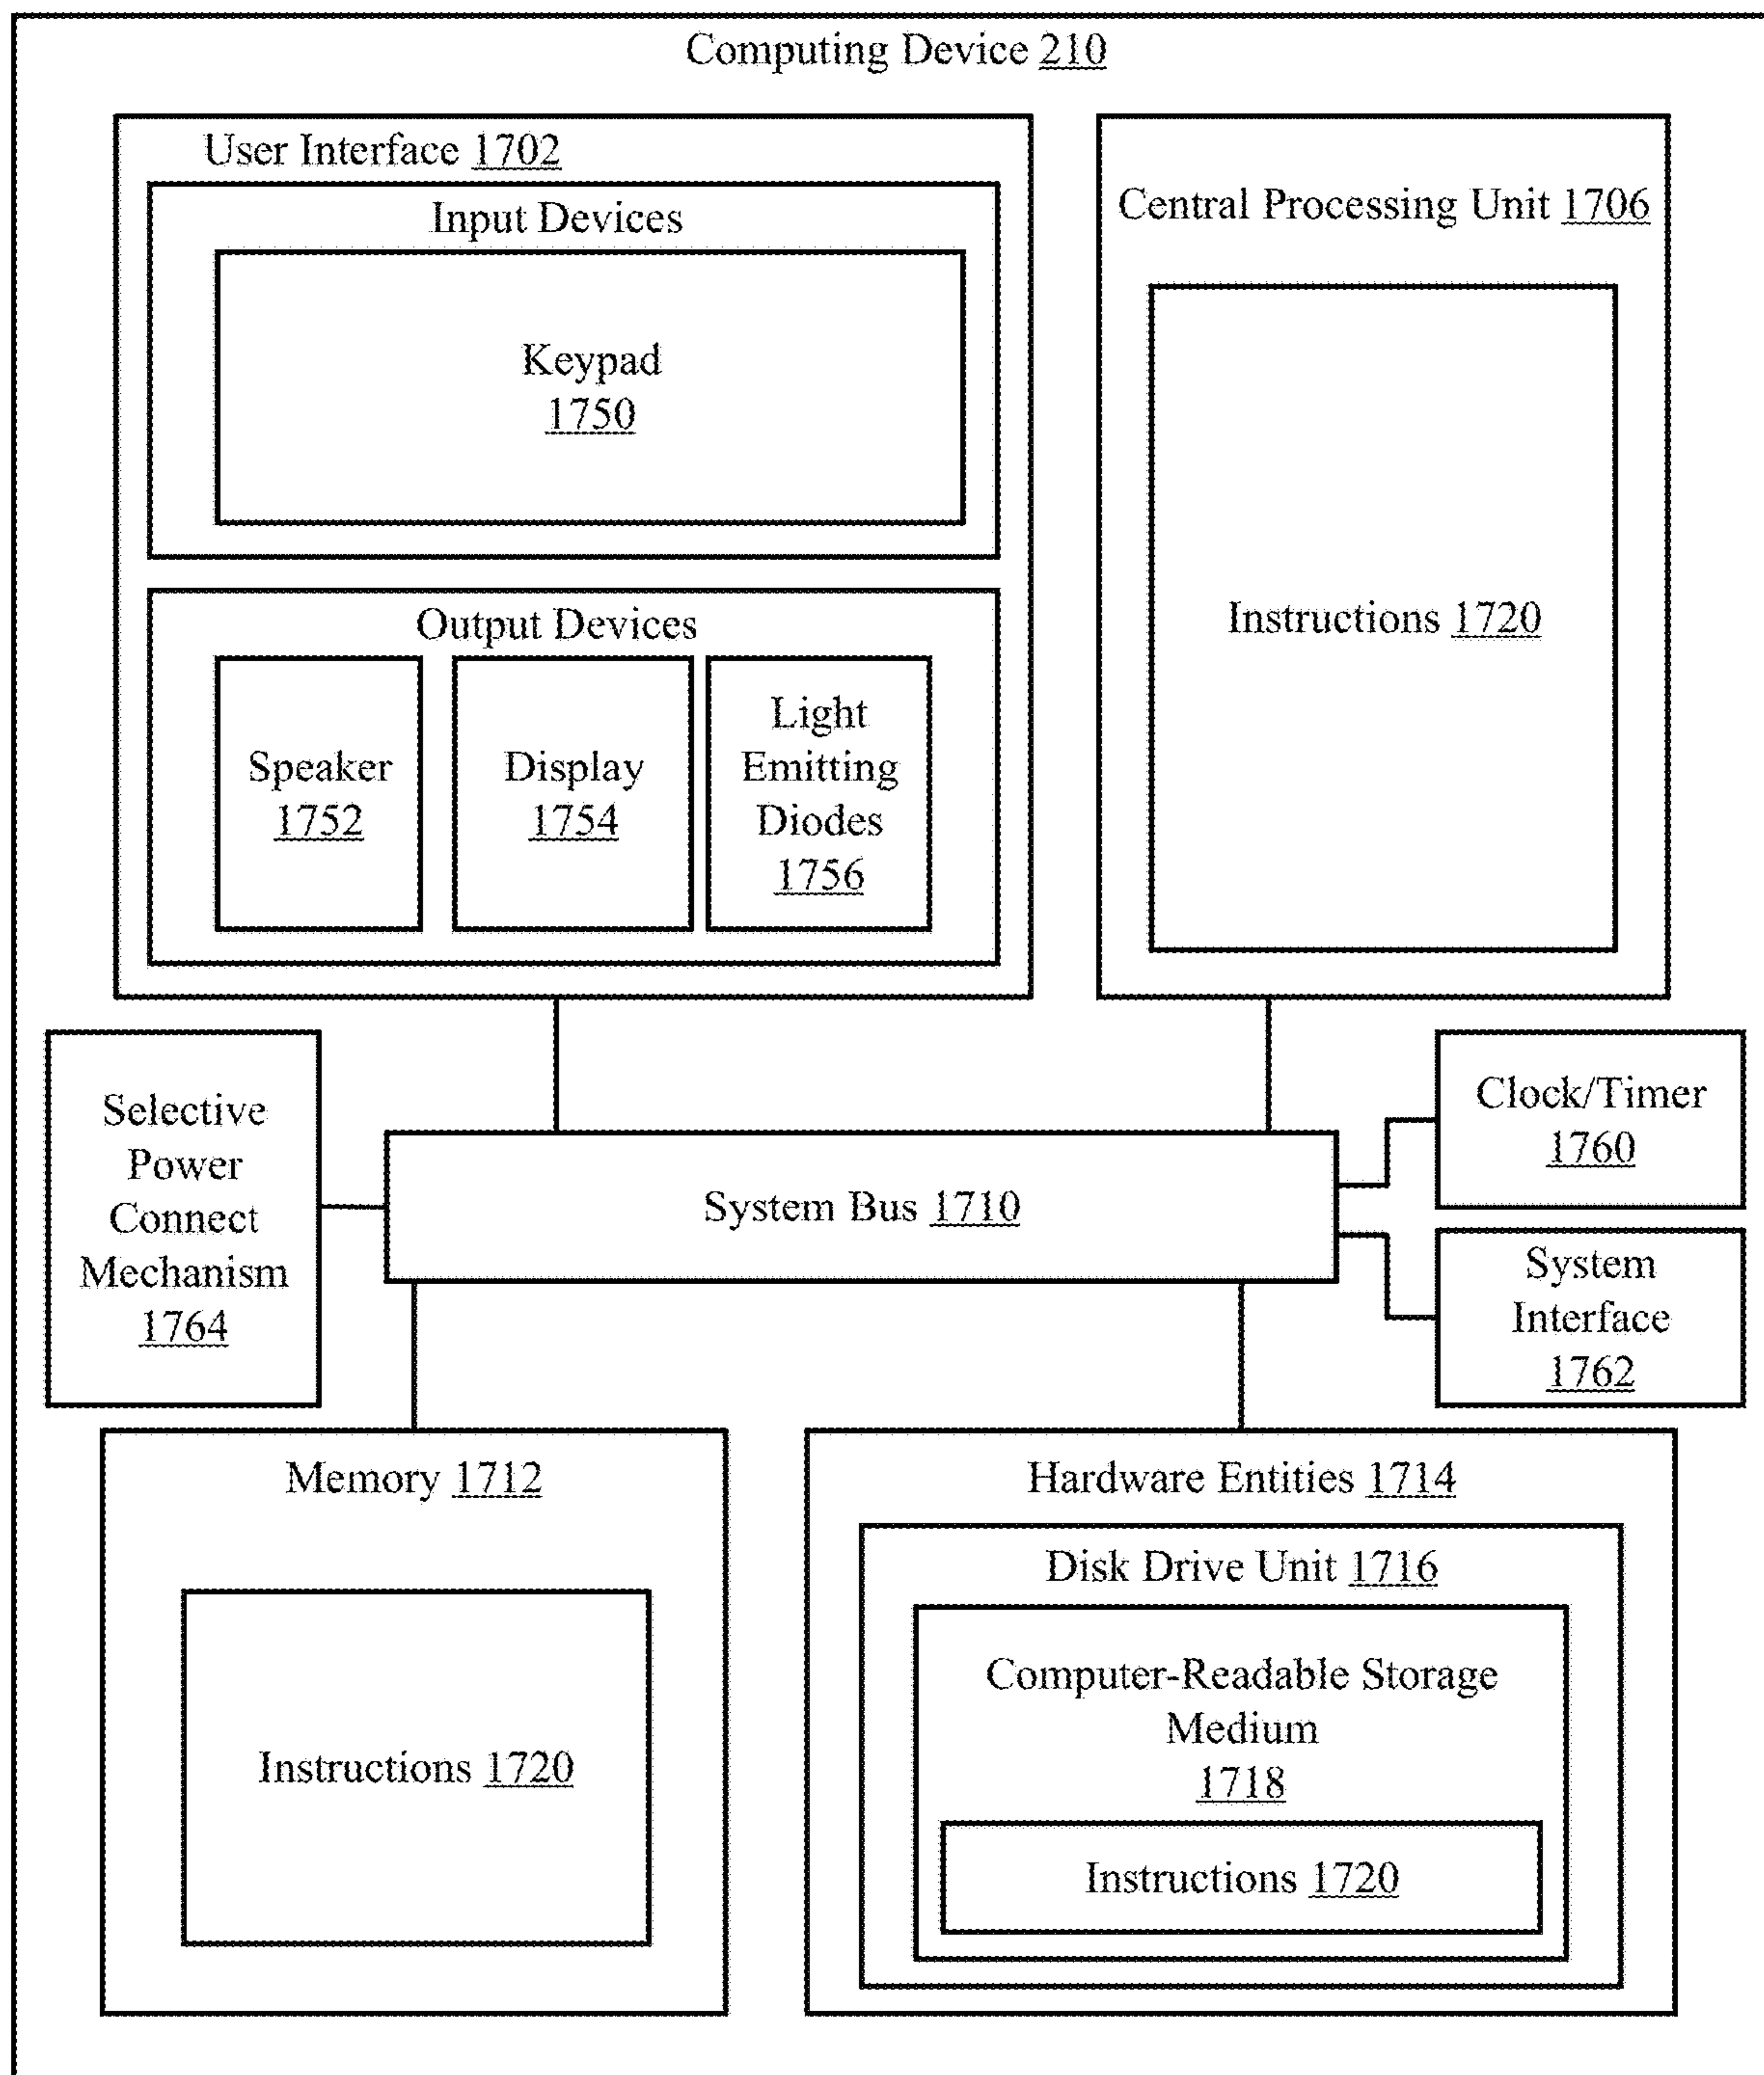 Computing Device 210
User Interface 1702
Input Devices
Keypad
1750
Output Devices
Speaker
1752
Display
1754
Light
Emitting
Diodes
1756
Central Processing Unit 1706
Instructions 1720
Selective
Power
Connect
Mechanism
1764
System Bus 1710
Clock/Timer
1760
System
Interface
1762
Memory 1712
Instructions 1720
Hardware Entities 1714
Disk Drive Unit 1716
Computer-Readable Storage
Medium
1718
Instructions 1720